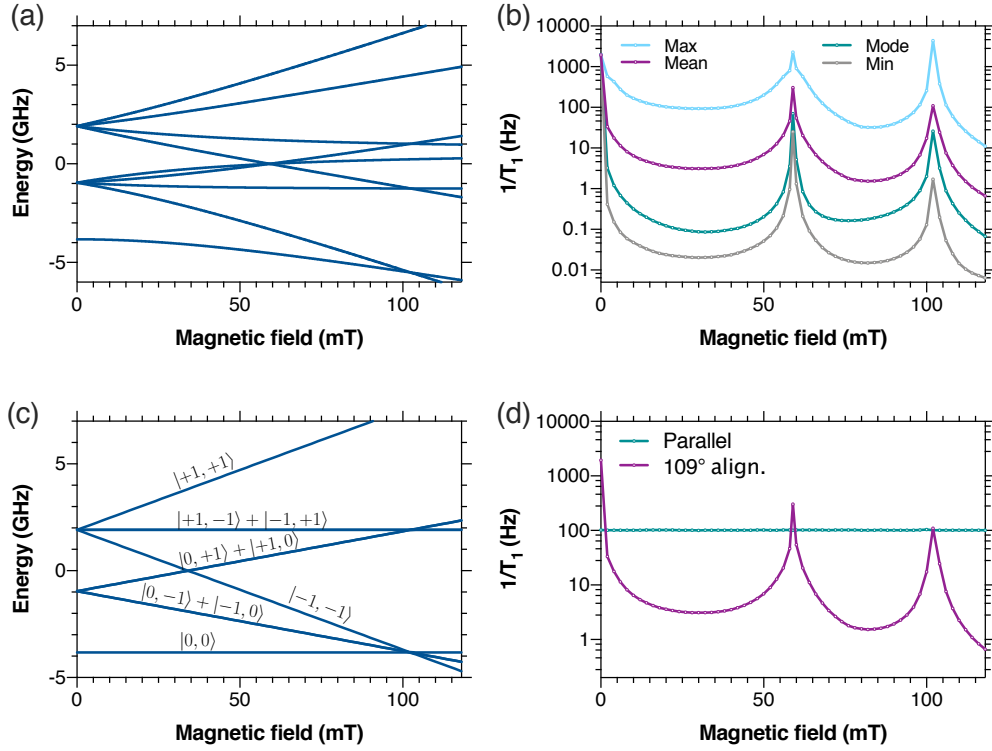 (a)
Energy (GHz)
5
0
-5
0
50
100
Magnetic field (mT)
(b)
1/T₁ (Hz)
10000
1000
100
10
1
0.1
0.01
Max
Mean
Mode
Min
0
50
100
Magnetic field (mT)
(c)
Energy (GHz)
5
0
-5
|+1, +1⟩
|+1, −1⟩ + |−1, +1⟩
|0, +1⟩ + |+1, 0⟩
|0, −1⟩ + |−1, 0⟩
|−1, −1⟩
|0, 0⟩
0
50
100
Magnetic field (mT)
(d)
1/T₁ (Hz)
10000
1000
100
10
1
Parallel
109° align.
0
50
100
Magnetic field (mT)